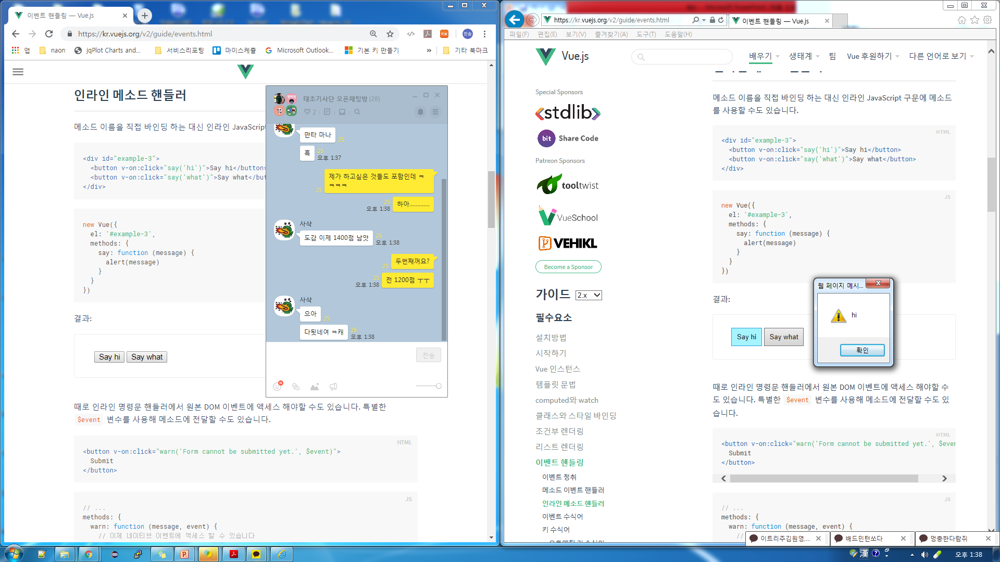 이벤트 핸들링 — Vue.js
https://kr.vuejs.org/v2/guide/events.html
한솔
앱
naon
jqPlot Charts and...
서비스리포팅
마이스케쥴
Microsoft Outlook...
기본 키 만들기
»
기타 북마크
인라인 메소드 핸들러
메소드 이름을 직접 바인딩 하는 대신 인라인 JavaScript
<div id="example-3">
<button v-on:click="say('hi')">Say hi</button>
<button v-on:click="say('what')">Say what</but
</div>
new Vue({
el: '#example-3',
methods: {
say: function (message) {
alert(message)
}
}
})
결과:
Say hi
Say what
때로 인라인 명령문 핸들러에서 원본 DOM 이벤트에 액세스 해야할 수도 있습니다. 특별한
$event 변수를 사용해 메소드에 전달할 수도 있습니다.
HTML
<button v-on:click="warn('Form cannot be submitted yet.', $event)">
Submit
</button>
JS
// ...
methods: {
warn: function (message, event) {
// 이제 네이티브 이벤트에 액세스 할 수 있습니다
태초기사단 오픈채팅방 (28)
2
만타 마나
25
흑
25
오후 1:37
제가 하고싶은 것들도 포함인데 ㅋ
ㅋㅋㅋ
25
하아.............
25
오후 1:38
사삭
도감 이제 1400점 남앗
25
오후 1:38
두번째꺼요?
25
전 1200점 ㅜㅜ
25
오후 1:38
사삭
으아
25
다됫네여 ㅋ캐
26
오후 1:38
전송
N
https://kr.vuejs.org/v2/guide/events.html
이벤트 핸들링 — Vue.js
파일(F) 편집(E) 보기(V) 즐겨찾기(A) 도구(T) 도움말(H)
Vue.js
배우기
생태계
팀
Vue 후원하기
다른 언어로 보기
Special Sponsors
<stdlib>
bit Share Code
Patreon Sponsors
tooltwist
VueSchool
VEHIKL
Become a Sponsor
가이드 2.x
필수요소
설치방법
시작하기
Vue 인스턴스
템플릿 문법
computed와 watch
클래스와 스타일 바인딩
조건부 렌더링
리스트 렌더링
이벤트 핸들링
이벤트 청취
메소드 이벤트 핸들러
인라인 메소드 핸들러
이벤트 수식어
키 수식어
메소드 이름을 직접 바인딩 하는 대신 인라인 JavaScript 구문에 메소드
를 사용할 수도 있습니다.
HTML
<div id="example-3">
<button v-on:click="say('hi')">Say hi</button>
<button v-on:click="say('what')">Say what</button>
</div>
JS
new Vue({
el: '#example-3',
methods: {
say: function (message) {
alert(message)
}
}
})
결과:
Say hi
Say what
웹 페이지 메시...
hi
확인
때로 인라인 명령문 핸들러에서 원본 DOM 이벤트에 액세스 해야할 수
도 있습니다. 특별한 $event 변수를 사용해 메소드에 전달할 수도 있
습니다.
HTML
<button v-on:click="warn('Form cannot be submitted yet.', $even
Submit
</button>
JS
// ...
methods: {
warn: function (message, event) {
//
이트리주김원영,...
배드민턴쏘다
멍충한다람쥐
漢
오후 1:38